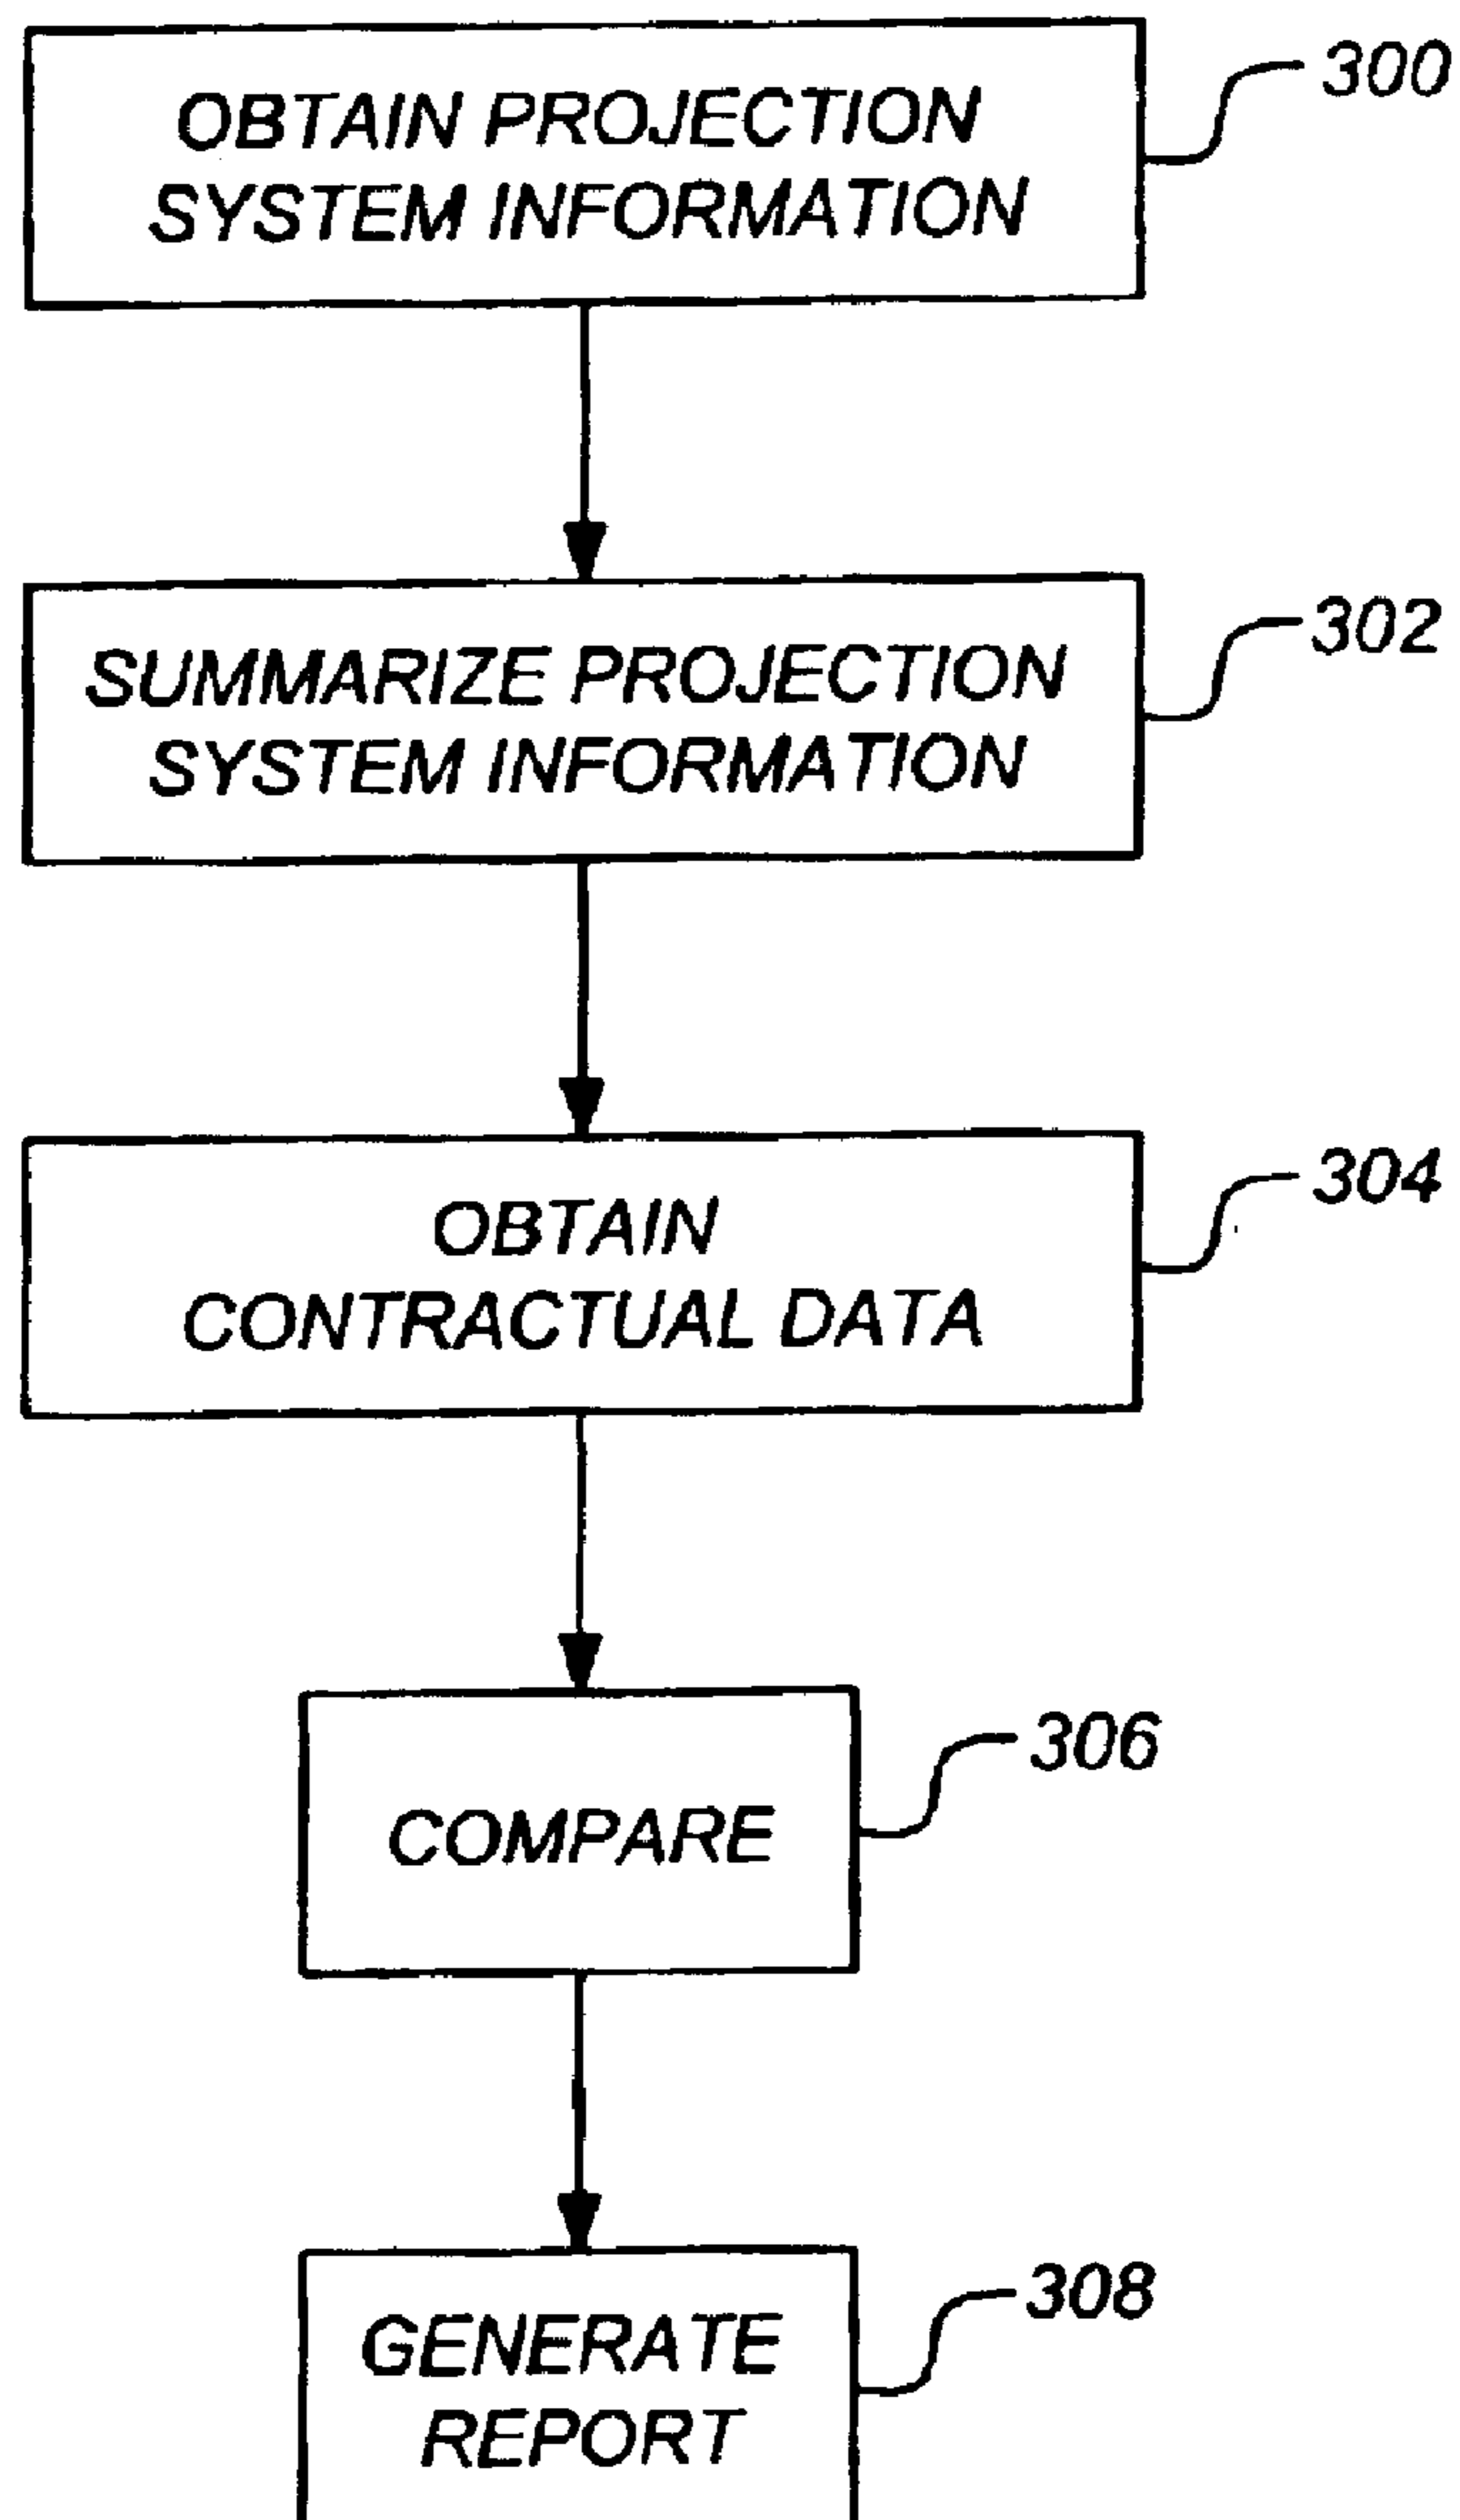 OBTAIN PROJECTION
SYSTEM INFORMATION
300
SUMMARIZE PROJECTION
SYSTEM INFORMATION
302
OBTAIN
CONTRACTUAL DATA
304
COMPARE
306
GENERATE
REPORT
308